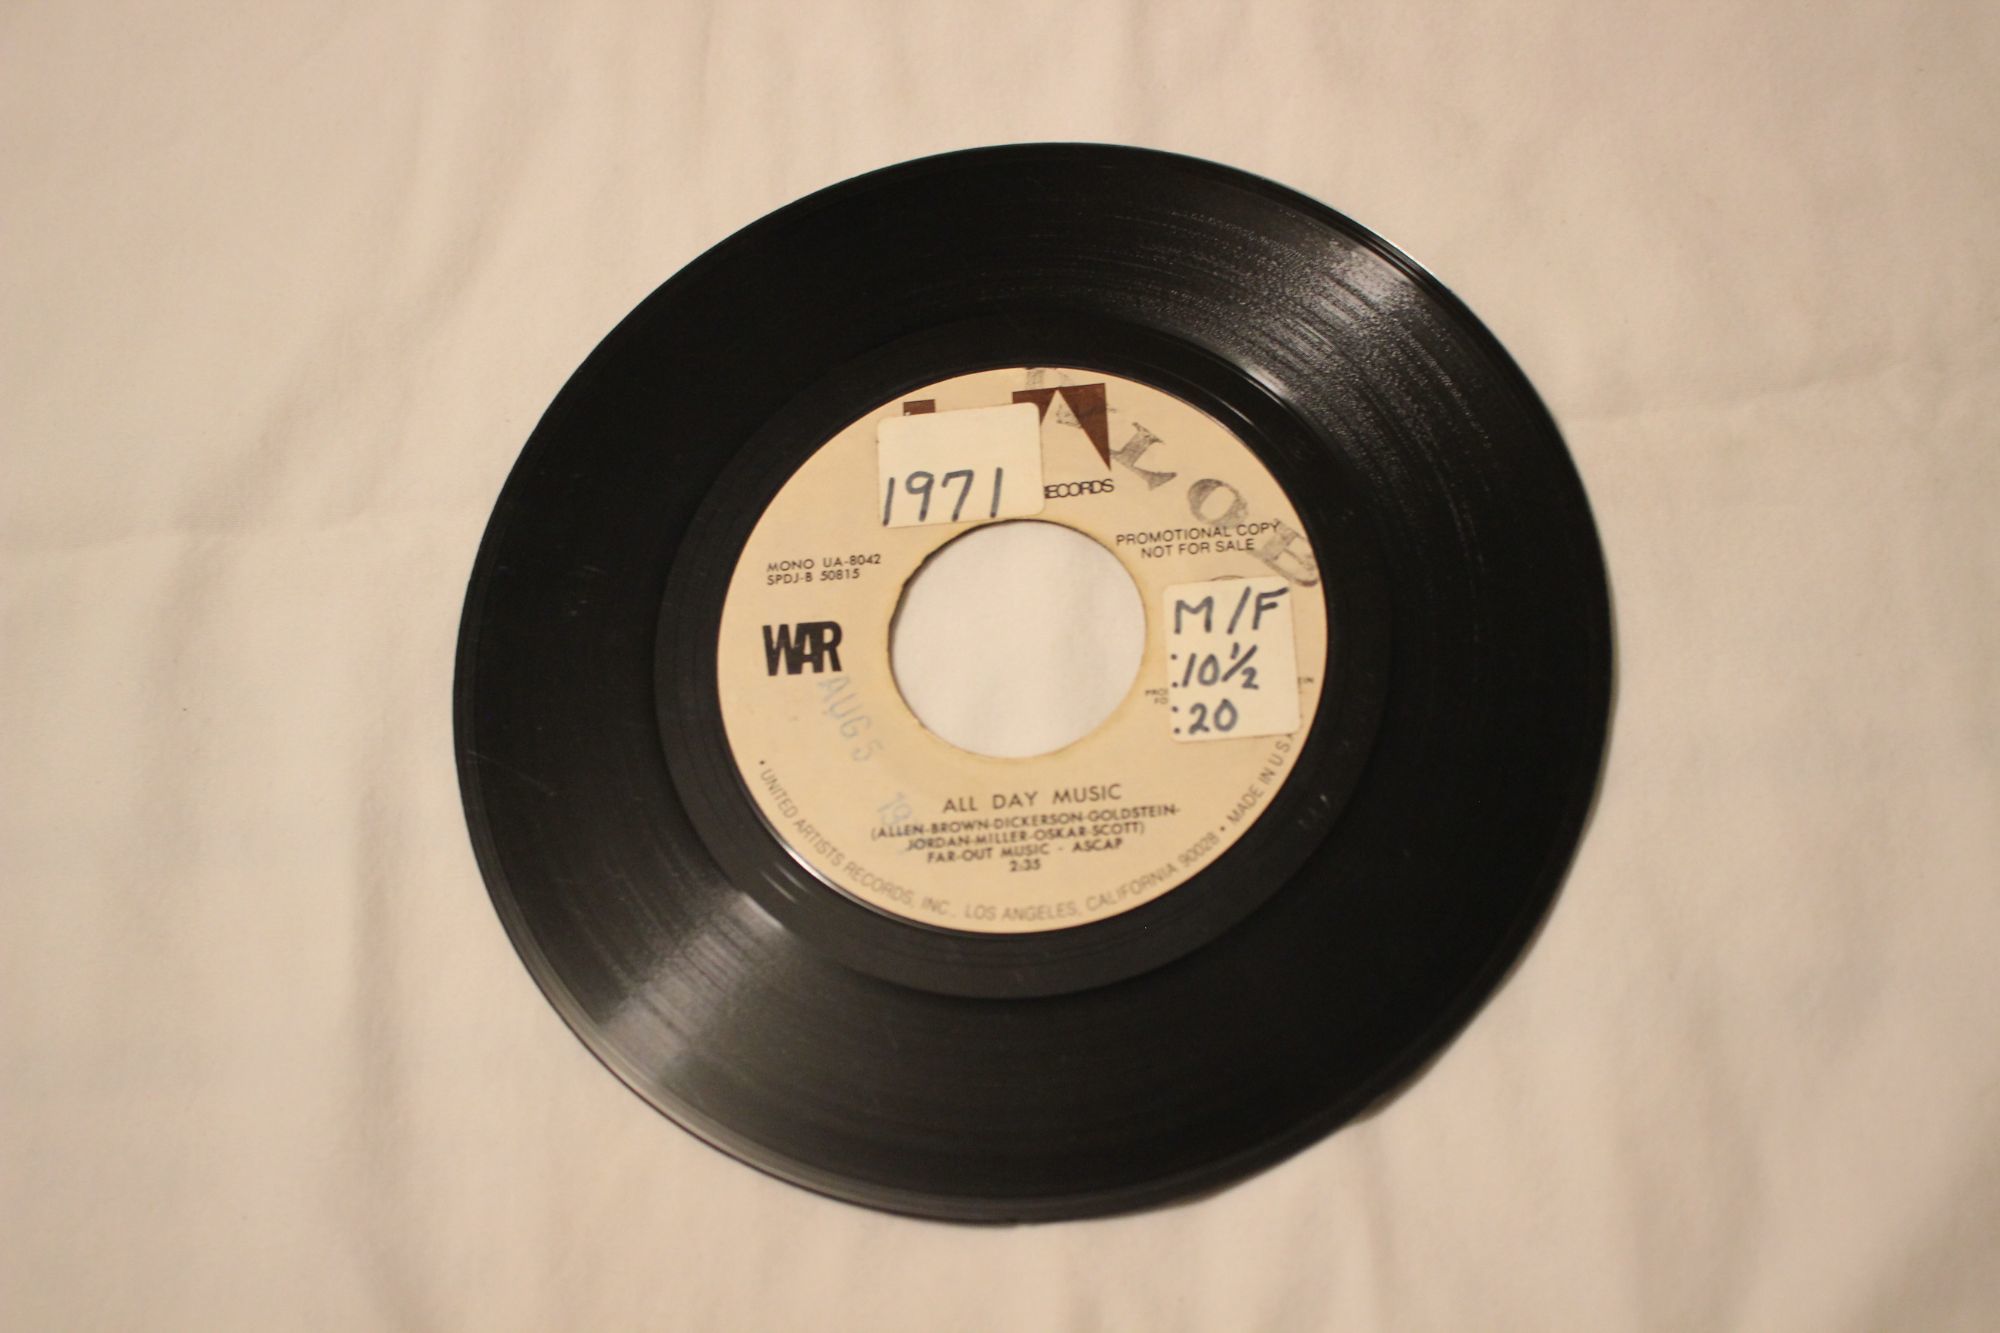 1971
RECORDS
PROMOTIONAL COPY
NOT FOR SALE
MONO UA-8042
SPDJ-B 50815
WAR
M/F
:10 1/2
:20
AUG 5
ALL DAY MUSIC
(ALLEN-BROWN-DICKERSON-GOLDSTEIN-
JORDAN-MILLER-OSKAR-SCOTT)
FAR-OUT MUSIC - ASCAP
2:35
• UNITED ARTISTS RECORDS, INC., LOS ANGELES, CALIFORNIA 90028 • MADE IN U.S.A.